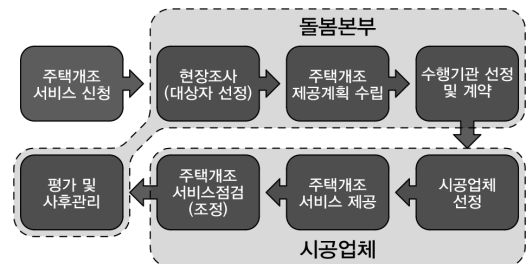 돌봄본부
주택개조
서비스 신청
현장조사
(대상자 선정)
주택개조
제공계획 수립
수행기관 선정
및 계약
평가 및
사후관리
주택개조
서비스점검
(조정)
주택개조
서비스 제공
시공업체
선정
시공업체